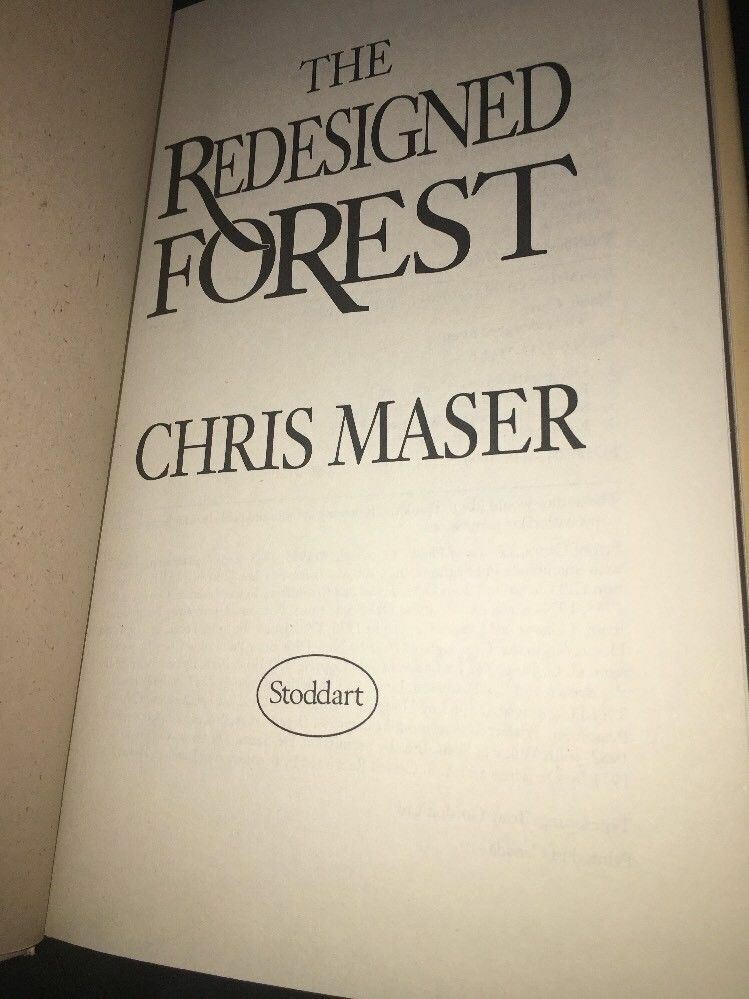 THE
REDESIGNED
FOREST
CHRIS MASER
Stoddart